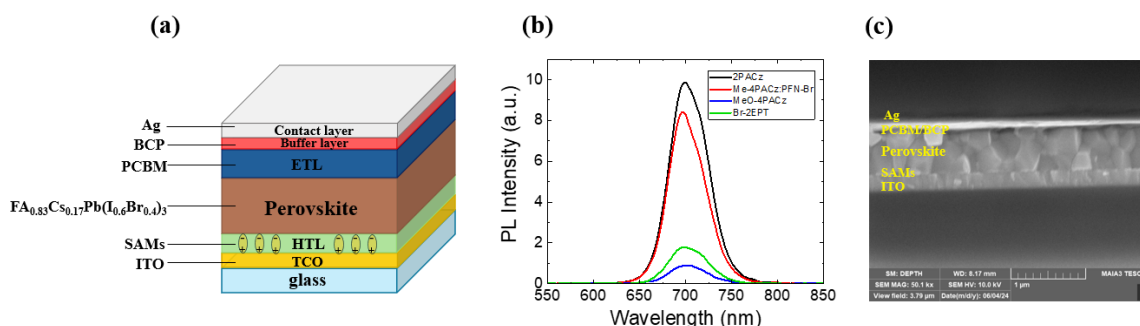 (a)
Ag
BCP
PCBM
FA0.83Cs0.17Pb(I0.6Br0.4)3
SAMs
ITO
Contact layer
Buffer layer
ETL
Perovskite
HTL
TCO
glass
(b)
PL Intensity (a.u.)
10
8
6
4
2
0
2PACz
Me-4PACz:PFN-Br
MeO-4PACz
Br-2EPT
550 600 650 700 750 800 850
Wavelength (nm)
(c)
Ag
PCBM/BCP
Perovskite
SAMs
ITO
SM: DEPTH WD: 8.17 mm MAIA3 TESC
SEM MAG: 50.1 kx SEM HV: 10.0 kV 1 µm
View field: 3.79 µm Date(m/d/y): 06/04/24